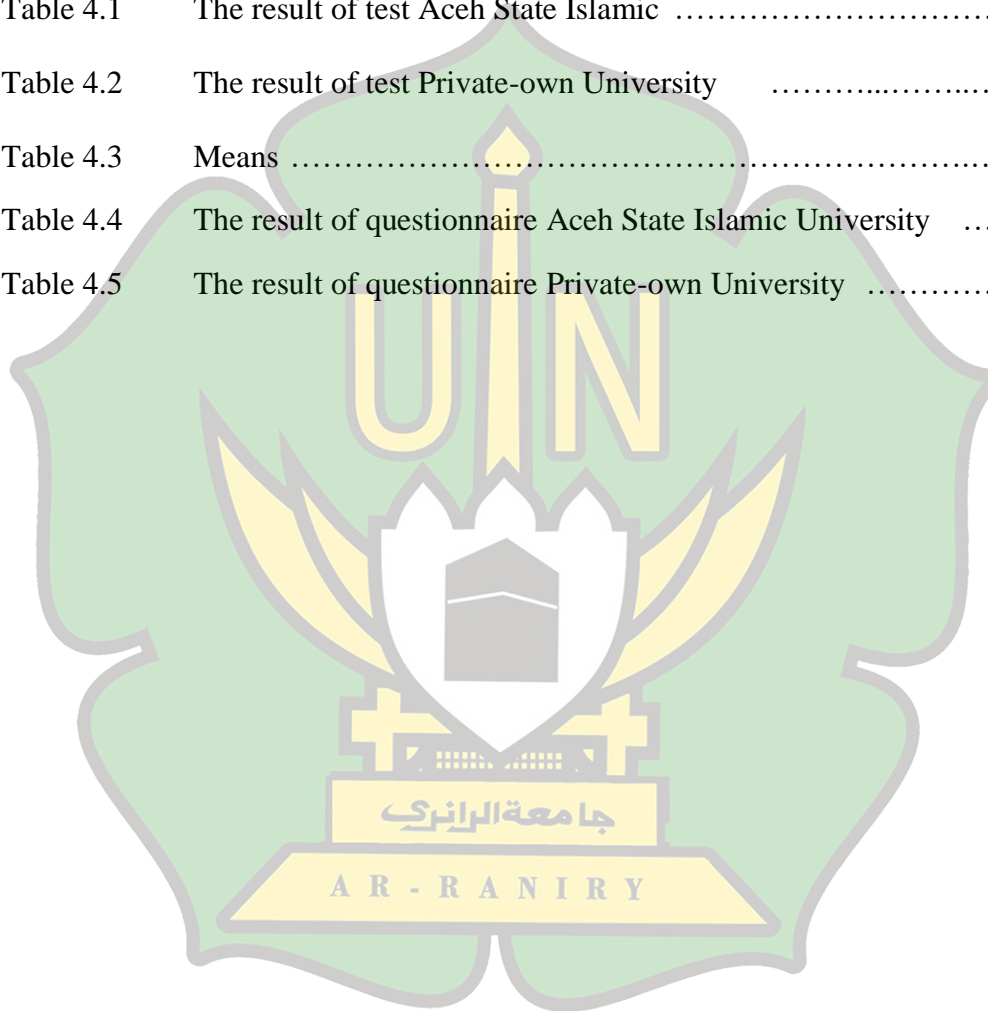 Table 4.1 The result of test Aceh State Islamic ……………………………
Table 4.2 The result of test Private-own University ………...……..…
Table 4.3 Means ……………………………………………………….…
Table 4.4 The result of questionnaire Aceh State Islamic University …
Table 4.5 The result of questionnaire Private-own University …………
UIN
جامعةالرانري
AR-RANIRY